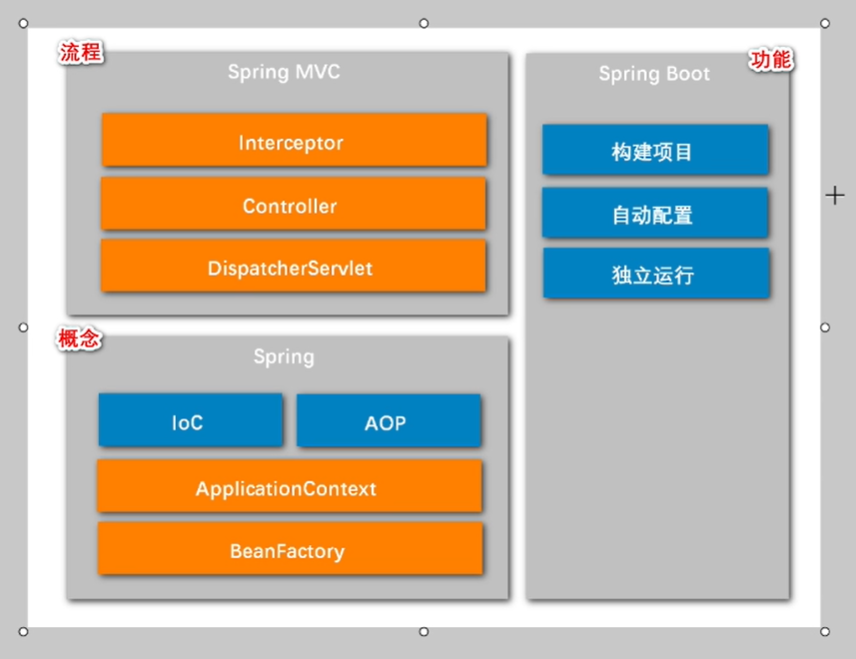 流程
Spring MVC
Interceptor
Controller
DispatcherServlet
概念
Spring
IoC
AOP
ApplicationContext
BeanFactory
功能
Spring Boot
构建项目
自动配置
独立运行